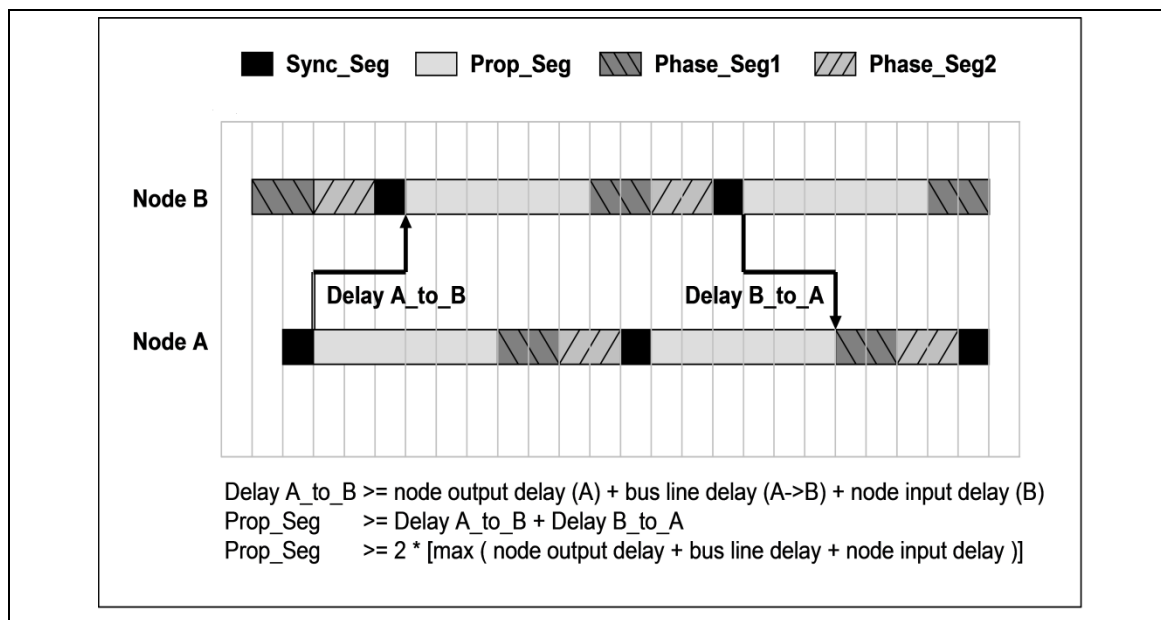 Sync_Seg Prop_Seg Phase_Seg1 Phase_Seg2
Node B
Delay A_to_B Delay B_to_A
Node A
Delay A_to_B >= node output delay (A) + bus line delay (A->B) + node input delay (B)
Prop_Seg >= Delay A_to_B + Delay B_to_A
Prop_Seg >= 2 * [max ( node output delay + bus line delay + node input delay )]